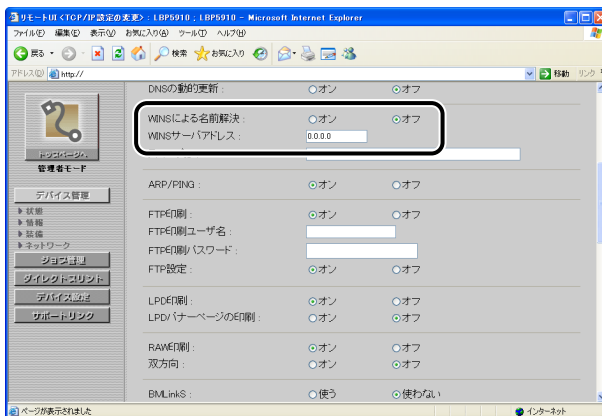 リモートUI <TCP/IP設定の変更> : LBP5910 ; LBP5910 - Microsoft Internet Explorer
ファイル(F) 編集(E) 表示(V) お気に入り(A) ツール(T) ヘルプ(H)
戻る 検索 お気に入り
アドレス(D) http:// 移動 リンク
DNSの動的更新 : オン オフ
WINSによる名前解決 : オン オフ
WINSサーバアドレス : 0.0.0.0
トップページへ
管理者モード
ARP/PING : オン オフ
デバイス管理
状態
情報
装備
ネットワーク
FTP印刷 : オン オフ
FTP印刷ユーザ名 :
FTP印刷パスワード :
FTP設定 : オン オフ
ジョブ管理
ダイレクトプリント
デバイス設定
サポートリンク
LPD印刷 : オン オフ
LPDバナーページの印刷 : オン オフ
RAW印刷 : オン オフ
双方向 : オン オフ
BMLinkS : 使う 使わない
ページが表示されました インターネット